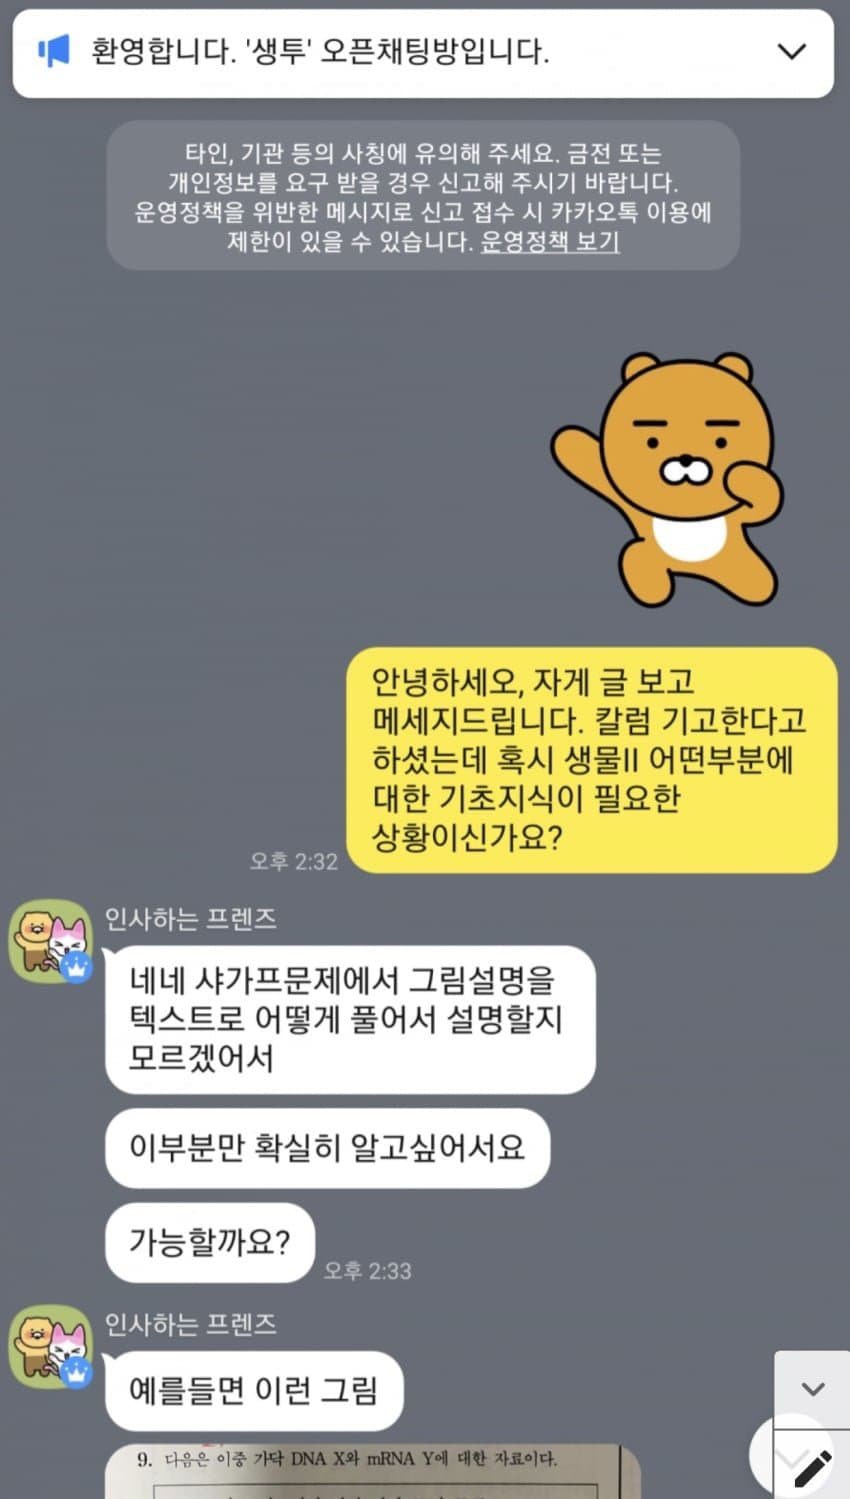 환영합니다. '생투' 오픈채팅방입니다.
타인, 기관 등의 사칭에 유의해 주세요. 금전 또는
개인정보를 요구 받을 경우 신고해 주시기 바랍니다.
운영정책을 위반한 메시지로 신고 접수 시 카카오톡 이용에
제한이 있을 수 있습니다. 운영정책 보기
안녕하세오, 자게 글 보고
메세지드립니다. 칼럼 기고한다고
하셨는데 혹시 생물II 어떤부분에
대한 기초지식이 필요한
상황이신가요?
오후 2:32
인사하는 프렌즈
네네 샤가프문제에서 그림설명을
텍스트로 어떻게 풀어서 설명할지
모르겠어서
이부분만 확실히 알고싶어서요
가능할까요?
오후 2:33
인사하는 프렌즈
예를들면 이런 그림
9. 다음은 이중 가닥 DNA X와 mRNA Y에 대한 자료이다.